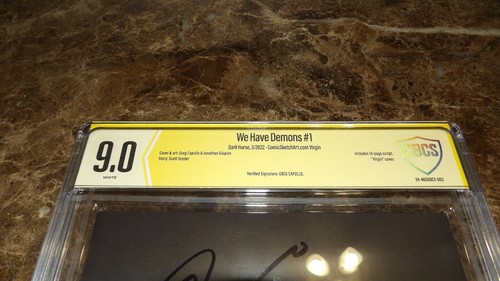 We Have Demons #1
9.0
WHITE
Dark Horse, 3/2022 - ComicSketchArt.com Virgin
Cover & art: Greg Capullo & Jonathan Glapion
Story: Scott Snyder
Includes 16-page script,
"Virgin" cover.
Verified Signature: GREG CAPULLO,
CBCS